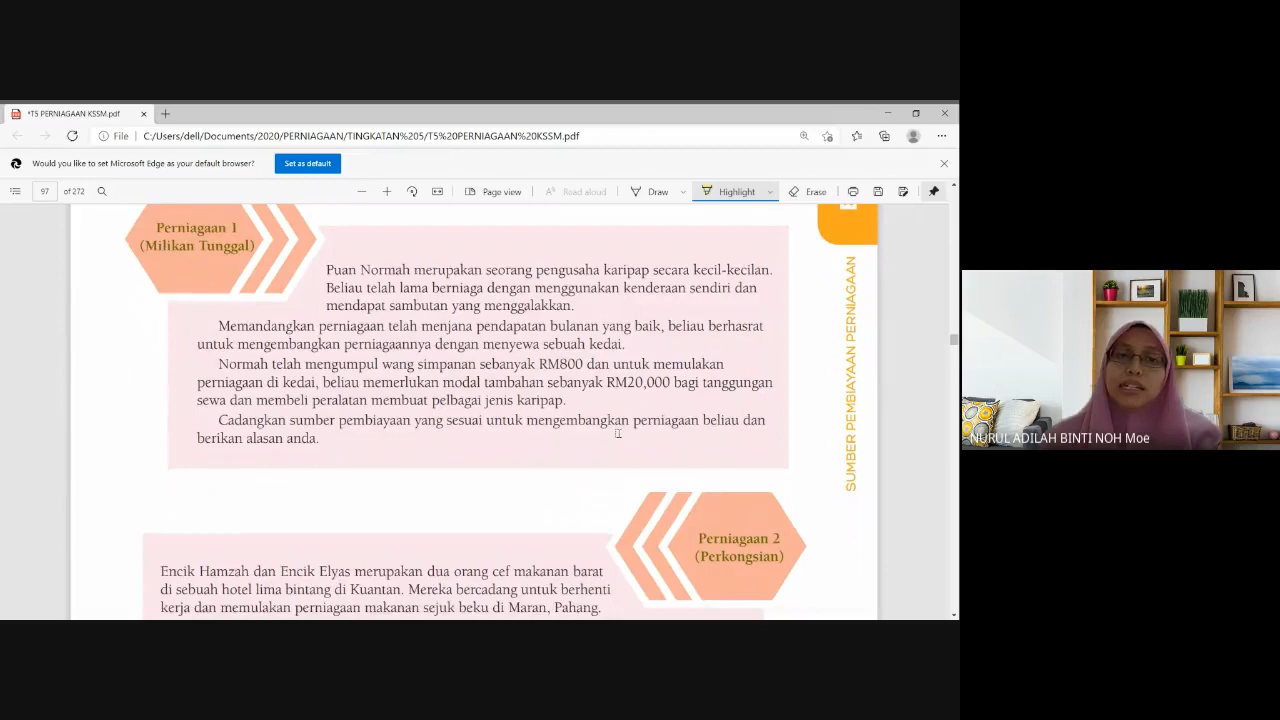 *T5 PERNIAGAAN KSSM.pdf
File
C:/Users/dell/Documents/2020/PERNIAGAAN/TINGKATAN%205/T5%20PERNIAGAAN%20KSSM.pdf
Would you like to set Microsoft Edge as your default browser?
Set as default
97
of 272
Page view
Read aloud
Draw
Highlight
Erase
Perniagaan 1
(Milikan Tunggal)
Puan Normah merupakan seorang pengusaha karipap secara kecil-kecilan.
Beliau telah lama berniaga dengan menggunakan kenderaan sendiri dan
mendapat sambutan yang menggalakkan.
Memandangkan perniagaan telah menjana pendapatan bulanan yang baik, beliau berhasrat
untuk mengembangkan perniagaannya dengan menyewa sebuah kedai.
Normah telah mengumpul wang simpanan sebanyak RM800 dan untuk memulakan
perniagaan di kedai, beliau memerlukan modal tambahan sebanyak RM20,000 bagi tanggungan
sewa dan membeli peralatan membuat pelbagai jenis karipap.
Cadangkan sumber pembiayaan yang sesuai untuk mengembangkan perniagaan beliau dan
berikan alasan anda.
SUMBER PEMBIAYAAN PERNIAGAAN
Perniagaan 2
(Perkongsian)
Encik Hamzah dan Encik Elyas merupakan dua orang cef makanan barat
di sebuah hotel lima bintang di Kuantan. Mereka bercadang untuk berhenti
kerja dan memulakan perniagaan makanan sejuk beku di Maran, Pahang.
NURUL ADILAH BINTI NOH Moe